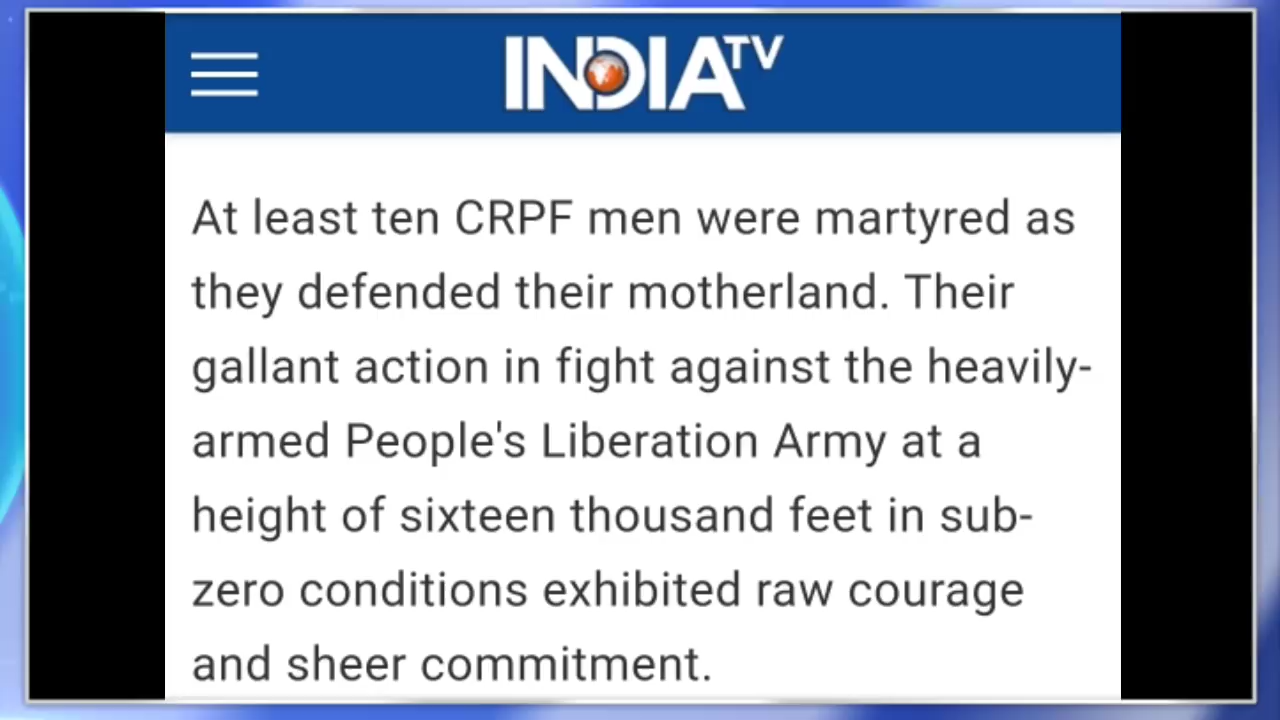 INDIA TV
At least ten CRPF men were martyred as
they defended their motherland. Their
gallant action in fight against the heavily-
armed People's Liberation Army at a
height of sixteen thousand feet in sub-
zero conditions exhibited raw courage
and sheer commitment.